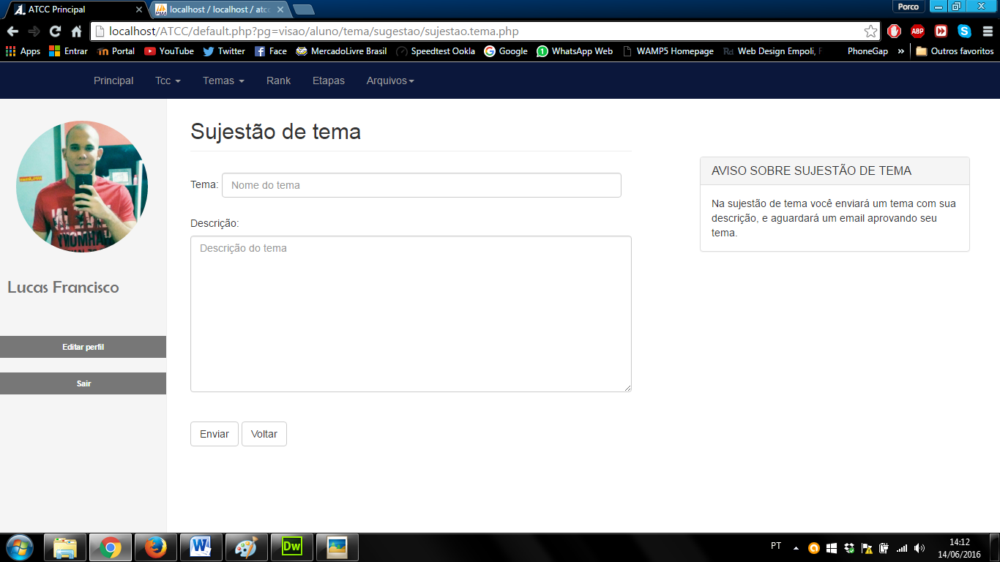 ATCC Principal
localhost / localhost / atcc
Porco
localhost/ATCC/default.php?pg=visao/aluno/tema/sugestao/sujestao.tema.php
ABP
Apps Entrar Portal YouTube Twitter Face MercadoLivre Brasil Speedtest Ookla Google WhatsApp Web WAMP5 Homepage Rd Web Design Empoli, F PhoneGap » Outros favoritos
Principal Tcc Temas Rank Etapas Arquivos
Lucas Francisco
Editar perfil
Sair
Sujestão de tema
Tema: Nome do tema
Descrição:
Descrição do tema
Enviar Voltar
AVISO SOBRE SUJESTÃO DE TEMA
Na sujestão de tema você enviará um tema com sua
descrição, e aguardará um email aprovando seu
tema.
Dw
PT
14:12
14/06/2016